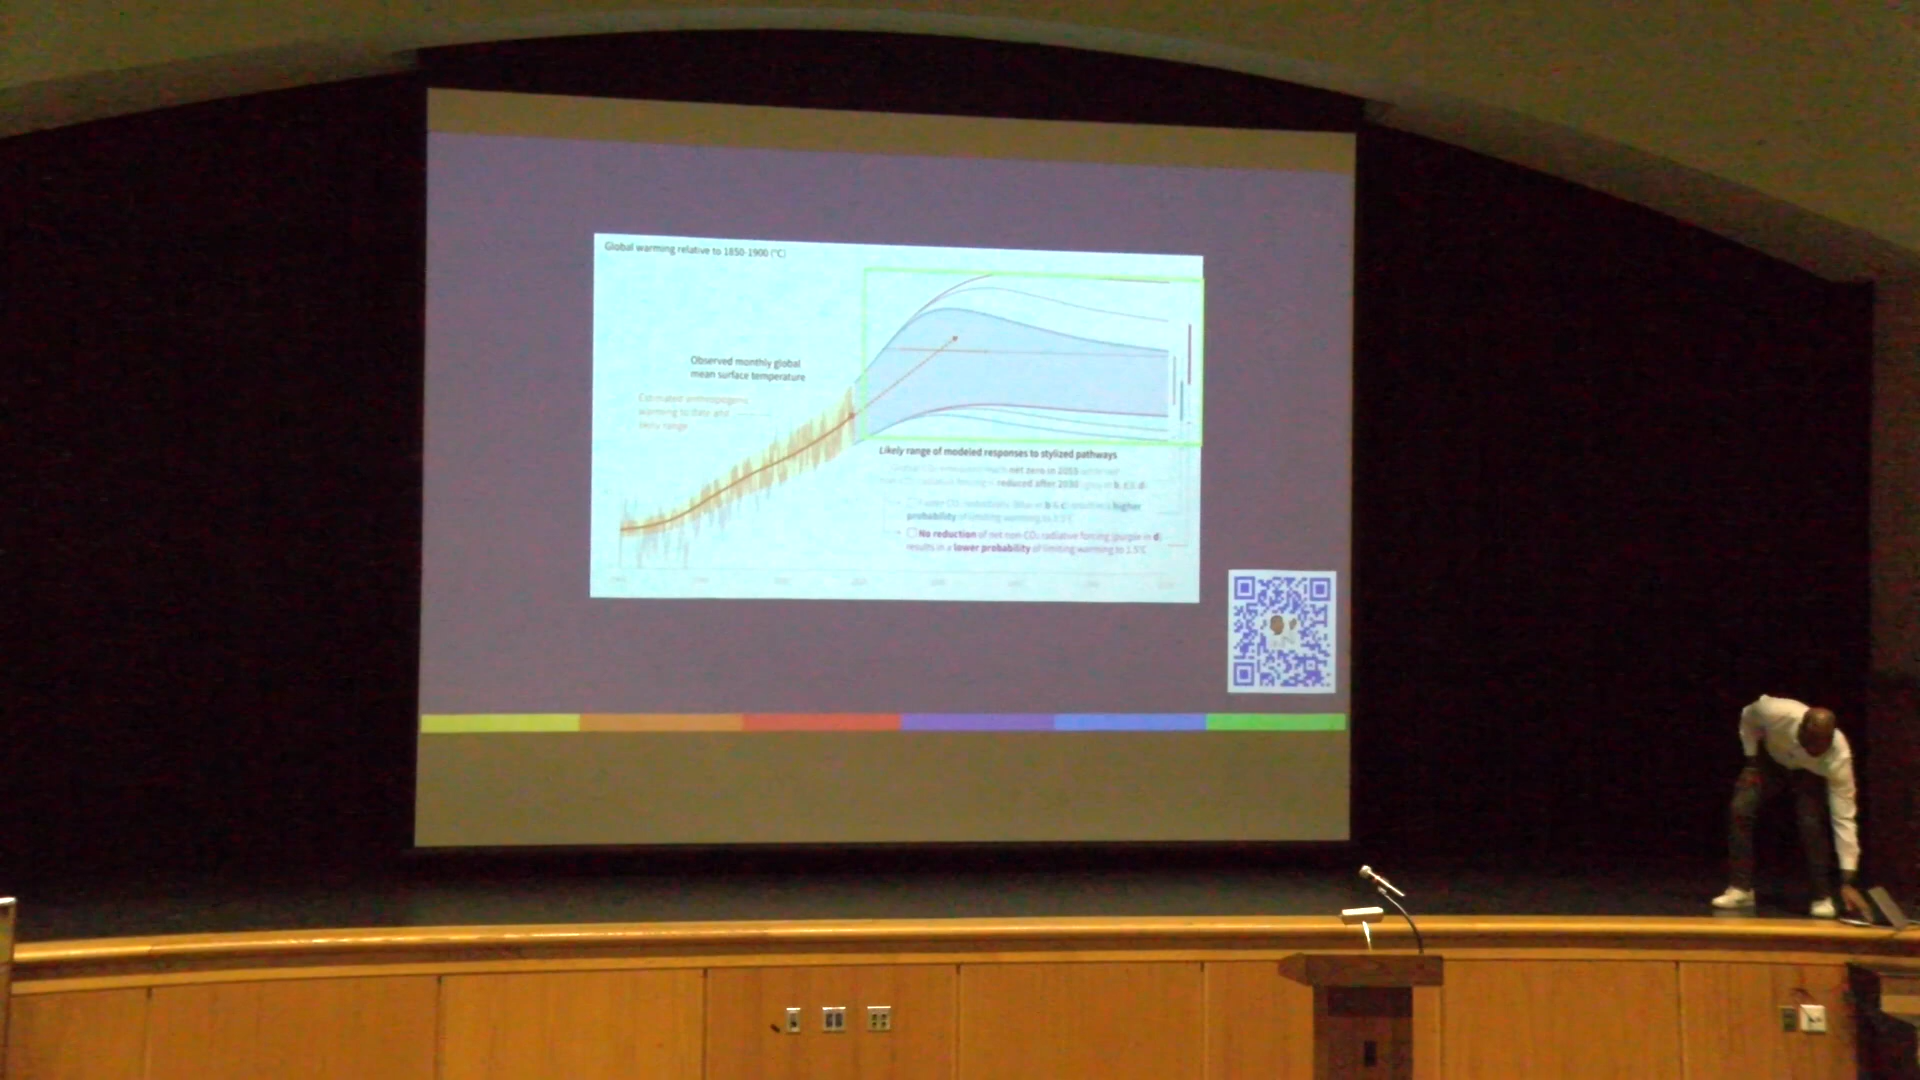 Global warming relative to 1850-1900 (°C)
Observed monthly global
mean surface temperature
Estimated anthropogenic
warming to date and
likely range
Likely range of modeled responses to stylized pathways
Global CO₂ emissions reach net zero in 2055 while net
non-CO₂ radiative forcing is reduced after 2030 (grey in b, c & d)
Faster CO₂ reductions (blue in b & c) result in a higher
probability of limiting warming to 1.5°C
No reduction of net non-CO₂ radiative forcing (purple in d)
results in a lower probability of limiting warming to 1.5°C